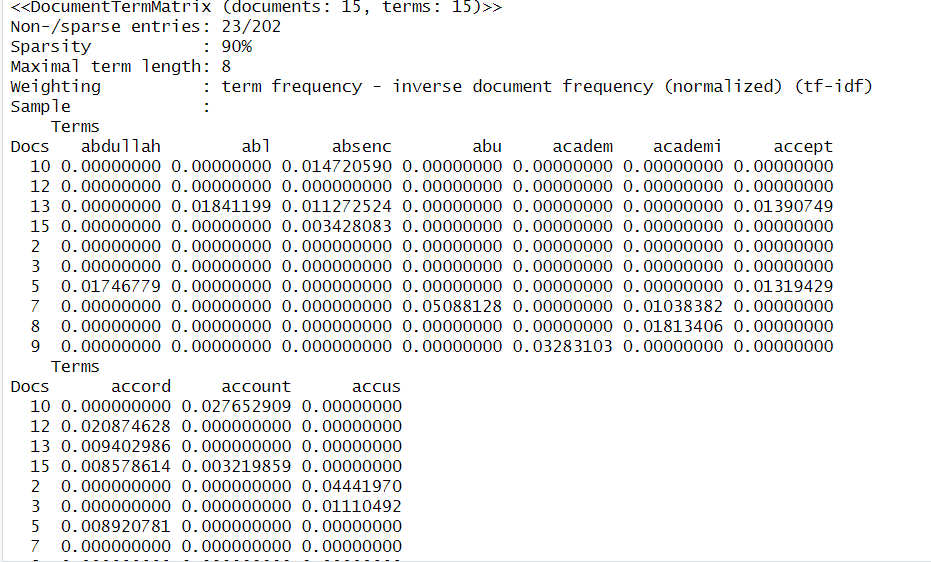 <<DocumentTermMatrix (documents: 15, terms: 15)>>
Non-/sparse entries: 23/202
Sparsity           : 90%
Maximal term length: 8
Weighting          : term frequency - inverse document frequency (normalized) (tf-idf)
Sample             :
    Terms
Docs   abdullah        abl      absenc        abu     academ    academi     accept
  10 0.00000000 0.00000000 0.014720590 0.00000000 0.00000000 0.00000000 0.00000000
  12 0.00000000 0.00000000 0.000000000 0.00000000 0.00000000 0.00000000 0.00000000
  13 0.00000000 0.01841199 0.011272524 0.00000000 0.00000000 0.00000000 0.01390749
  15 0.00000000 0.00000000 0.003428083 0.00000000 0.00000000 0.00000000 0.00000000
  2  0.00000000 0.00000000 0.000000000 0.00000000 0.00000000 0.00000000 0.00000000
  3  0.00000000 0.00000000 0.000000000 0.00000000 0.00000000 0.00000000 0.00000000
  5  0.01746779 0.00000000 0.000000000 0.00000000 0.00000000 0.00000000 0.01319429
  7  0.00000000 0.00000000 0.000000000 0.05088128 0.00000000 0.01038382 0.00000000
  8  0.00000000 0.00000000 0.000000000 0.00000000 0.00000000 0.01813406 0.00000000
  9  0.00000000 0.00000000 0.000000000 0.00000000 0.03283103 0.00000000 0.00000000
    Terms
Docs      accord     account      accus
  10 0.000000000 0.027652909 0.00000000
  12 0.020874628 0.000000000 0.00000000
  13 0.009402986 0.000000000 0.00000000
  15 0.008578614 0.003219859 0.00000000
  2  0.000000000 0.000000000 0.04441970
  3  0.000000000 0.000000000 0.01110492
  5  0.008920781 0.000000000 0.00000000
  7  0.000000000 0.000000000 0.00000000